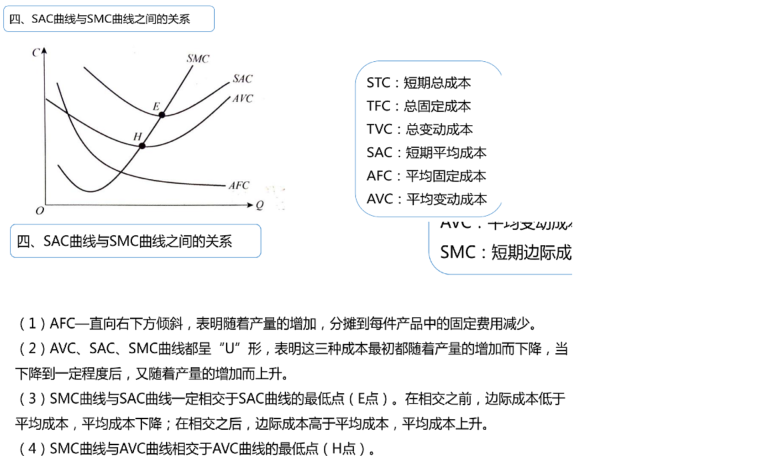 四、SAC曲线与SMC曲线之间的关系
C
SMC
SAC
AVC
E
H
AFC
O
Q
STC：短期总成本
TFC：总固定成本
TVC：总变动成本
SAC：短期平均成本
AFC：平均固定成本
AVC：平均变动成本
四、SAC曲线与SMC曲线之间的关系
AVC：平均变动成本
SMC：短期边际成
（1）AFC—直向右下方倾斜，表明随着产量的增加，分摊到每件产品中的固定费用减少。
（2）AVC、SAC、SMC曲线都呈“U”形，表明这三种成本最初都随着产量的增加而下降，当
下降到一定程度后，又随着产量的增加而上升。
（3）SMC曲线与SAC曲线一定相交于SAC曲线的最低点（E点）。在相交之前，边际成本低于
平均成本，平均成本下降；在相交之后，边际成本高于平均成本，平均成本上升。
（4）SMC曲线与AVC曲线相交于AVC曲线的最低点（H点）。